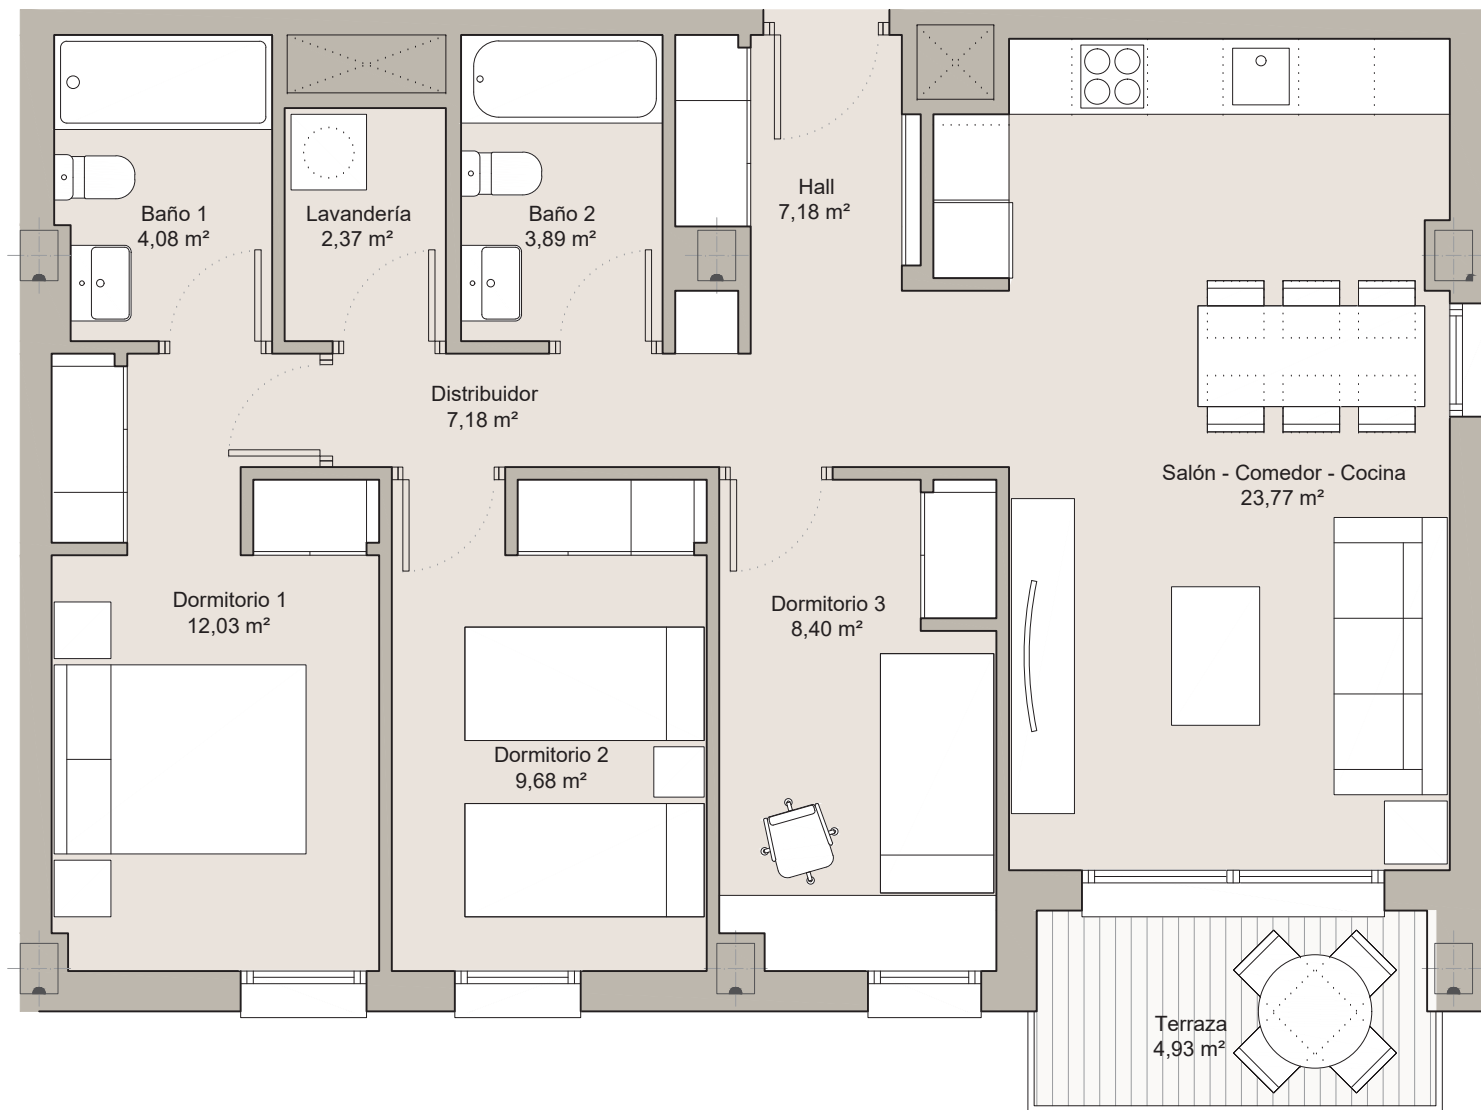 Hall
7,18 m²
Baño 1
4,08 m²
Lavandería
2,37 m²
Baño 2
3,89 m²
Distribuidor
7,18 m²
Salón - Comedor - Cocina
23,77 m²
Dormitorio 1
12,03 m²
Dormitorio 3
8,40 m²
Dormitorio 2
9,68 m²
Terraza
4,93 m²